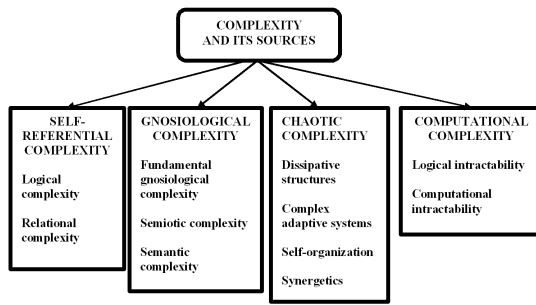 COMPLEXITY
AND ITS SOURCES
SELF-
REFERENTIAL
COMPLEXITY
Logical
complexity
Relational
complexity
GNOSIOLOGICAL
COMPLEXITY
Fundamental
gnosiological
complexity
Semiotic complexity
Semantic
complexity
CHAOTIC
COMPLEXITY
Dissipative
structures
Complex
adaptive systems
Self-organization
Synergetics
COMPUTATIONAL
COMPLEXITY
Logical intractability
Computational
intractability